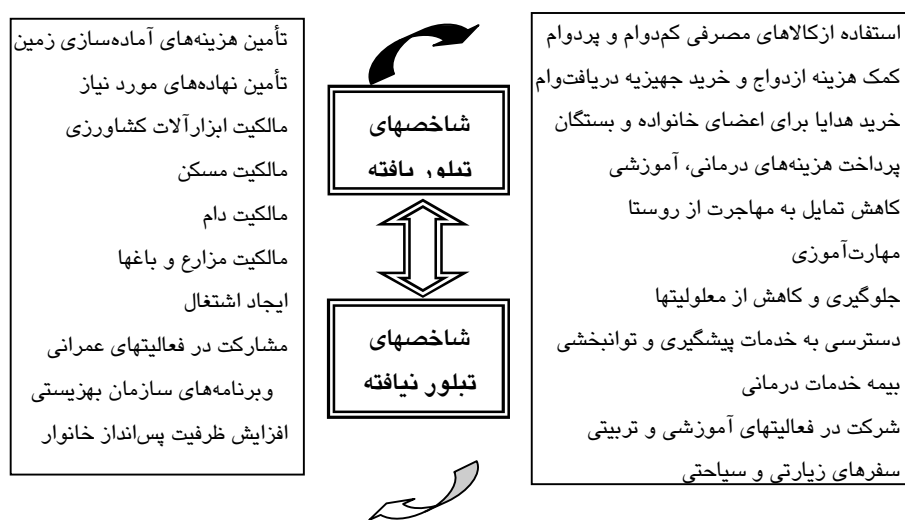 استفاده ازکالاهای مصرفی کم‌دوام و پردوام
کمک هزینه ازدواج و خرید جهیزیه دریافت‌وام
خرید هدایا برای اعضای خانواده و بستگان
پرداخت هزینه‌های درمانی، آموزشی
کاهش تمایل به مهاجرت از روستا
مهارت‌آموزی
جلوگیری و کاهش از معلولیتها
دسترسی به خدمات پیشگیری و توانبخشی
بیمه خدمات درمانی
شرکت در فعالیتهای آموزشی و تربیتی
سفرهای زیارتی و سیاحتی
شاخصهای
تبلور یافته
شاخصهای
تبلور نیافته
تأمین هزینه‌های آماده‌سازی زمین
تأمین نهاده‌های مورد نیاز
مالکیت ابزارآلات کشاورزی
مالکیت مسکن
مالکیت دام
مالکیت مزارع و باغها
ایجاد اشتغال
مشارکت در فعالیتهای عمرانی
وبرنامه‌های سازمان بهزیستی
افزایش ظرفیت پس‌انداز خانوار